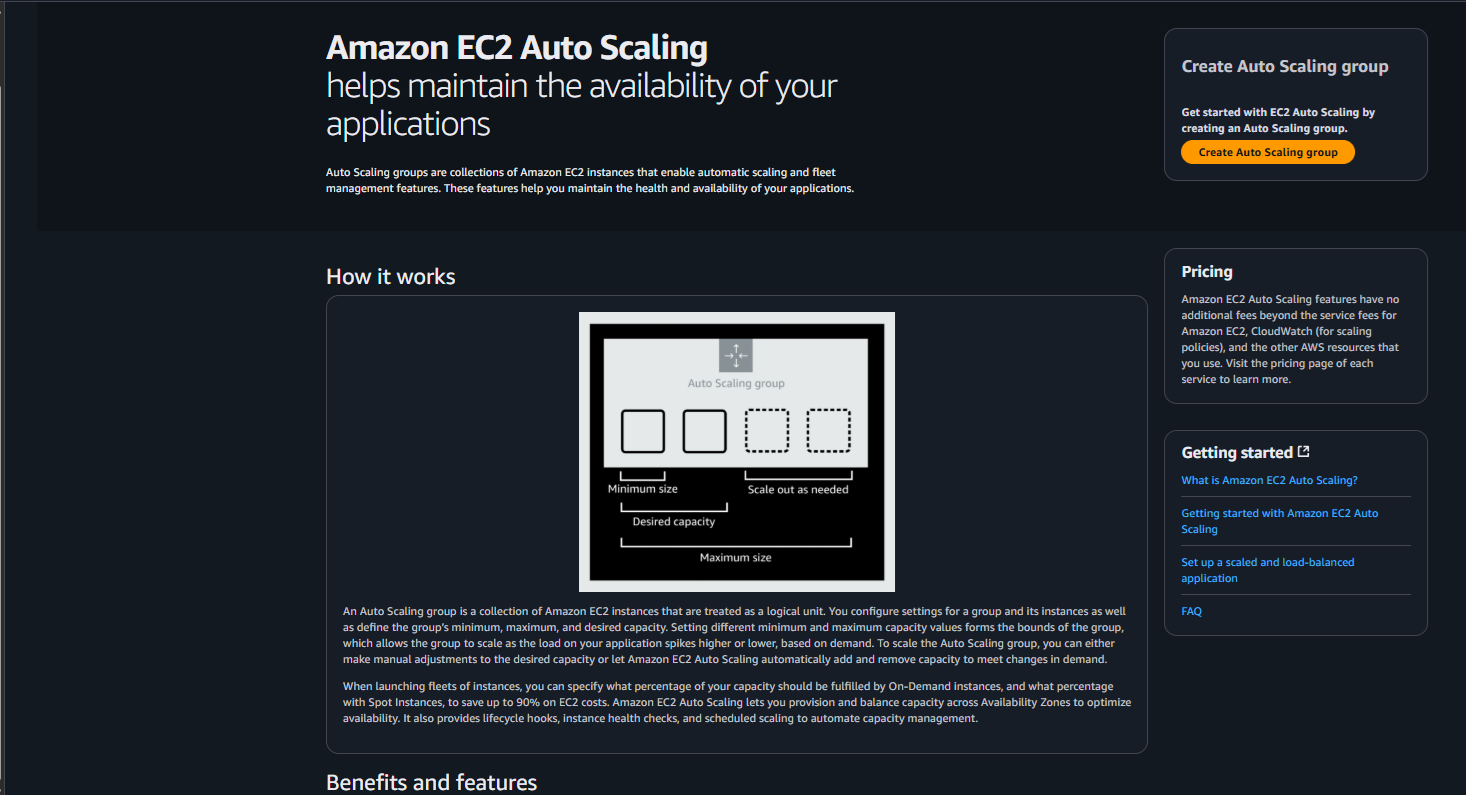 Amazon EC2 Auto Scaling
helps maintain the availability of your
applications
Auto Scaling groups are collections of Amazon EC2 instances that enable automatic scaling and fleet
management features. These features help you maintain the health and availability of your applications.
Create Auto Scaling group
Get started with EC2 Auto Scaling by
creating an Auto Scaling group.
Create Auto Scaling group
How it works
Auto Scaling group
Minimum size
Scale out as needed
Desired capacity
Maximum size
An Auto Scaling group is a collection of Amazon EC2 instances that are treated as a logical unit. You configure settings for a group and its instances as well
as define the group's minimum, maximum, and desired capacity. Setting different minimum and maximum capacity values forms the bounds of the group,
which allows the group to scale as the load on your application spikes higher or lower, based on demand. To scale the Auto Scaling group, you can either
make manual adjustments to the desired capacity or let Amazon EC2 Auto Scaling automatically add and remove capacity to meet changes in demand.
When launching fleets of instances, you can specify what percentage of your capacity should be fulfilled by On-Demand instances, and what percentage
with Spot Instances, to save up to 90% on EC2 costs. Amazon EC2 Auto Scaling lets you provision and balance capacity across Availability Zones to optimize
availability. It also provides lifecycle hooks, instance health checks, and scheduled scaling to automate capacity management.
Pricing
Amazon EC2 Auto Scaling features have no
additional fees beyond the service fees for
Amazon EC2, CloudWatch (for scaling
policies), and the other AWS resources that
you use. Visit the pricing page of each
service to learn more.
Getting started
What is Amazon EC2 Auto Scaling?
Getting started with Amazon EC2 Auto
Scaling
Set up a scaled and load-balanced
application
FAQ
Benefits and features